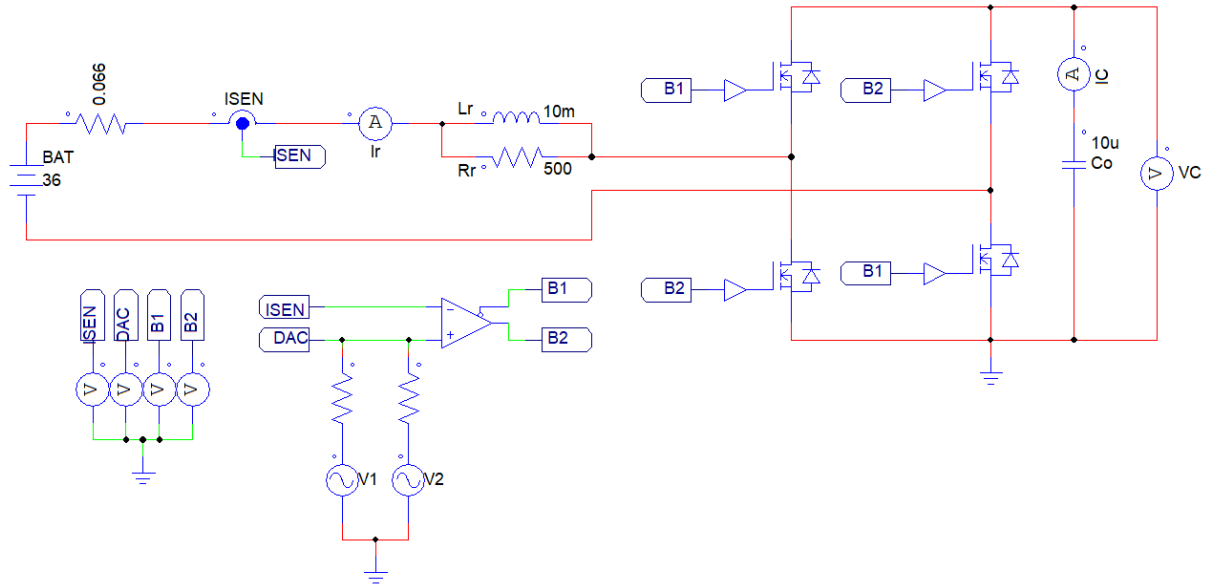 0.066
ISEN
ISEN
A
Ir
Lr
10m
Rr
500
BAT
36
B1
B2
B2
B1
A
IC
10u
Co
V
VC
ISEN
DAC
B1
B2
V
V
V
V
ISEN
DAC
B1
B2
V1
V2